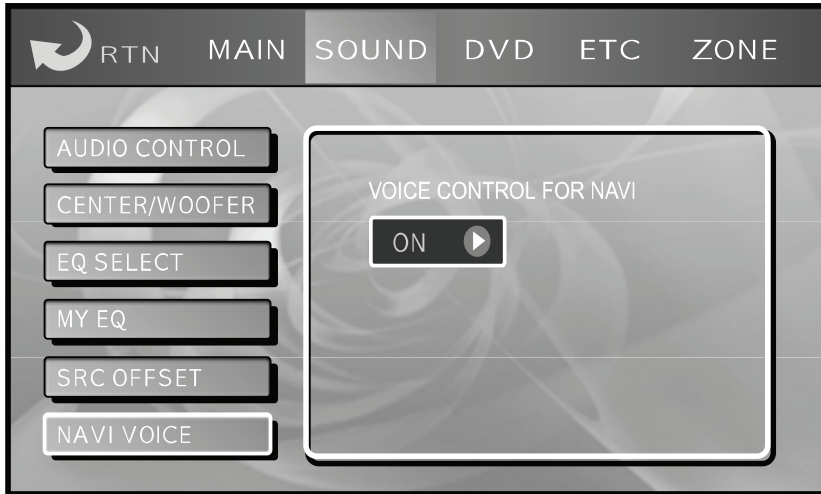 RTN MAIN SOUND DVD ETC ZONE
AUDIO CONTROL
CENTER/WOOFER
EQ SELECT
MY EQ
SRC OFFSET
NAVI VOICE
VOICE CONTROL FOR NAVI
ON